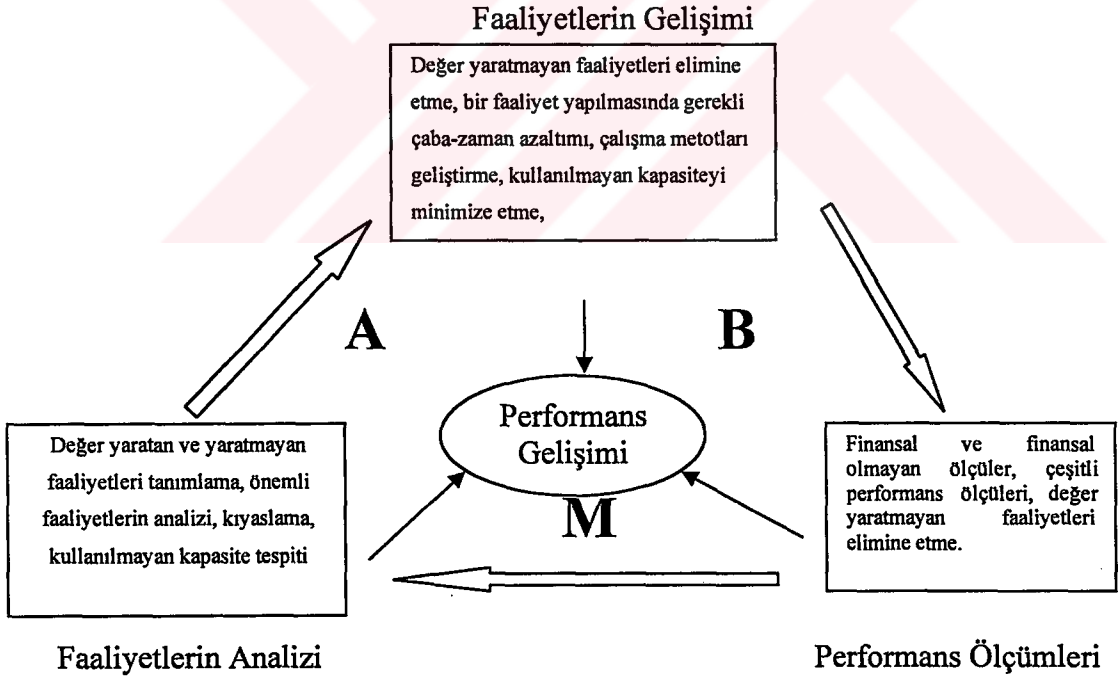 Faaliyetlerin Gelişimi
Değer yaratmayan faaliyetleri elimine
etme, bir faaliyet yapılmasında gerekli
çaba-zaman azaltımı, çalışma metotları
geliştirme, kullanılmayan kapasiteyi
minimize etme,
A
B
Performans
Gelişimi
M
Değer yaratan ve yaratmayan
faaliyetleri tanımlama, önemli
faaliyetlerin analizi, kıyaslama,
kullanılmayan kapasite tespiti
Finansal ve finansal
olmayan ölçüler, çeşitli
performans ölçüleri, değer
yaratmayan faaliyetleri
elimine etme.
Faaliyetlerin Analizi
Performans Ölçümleri